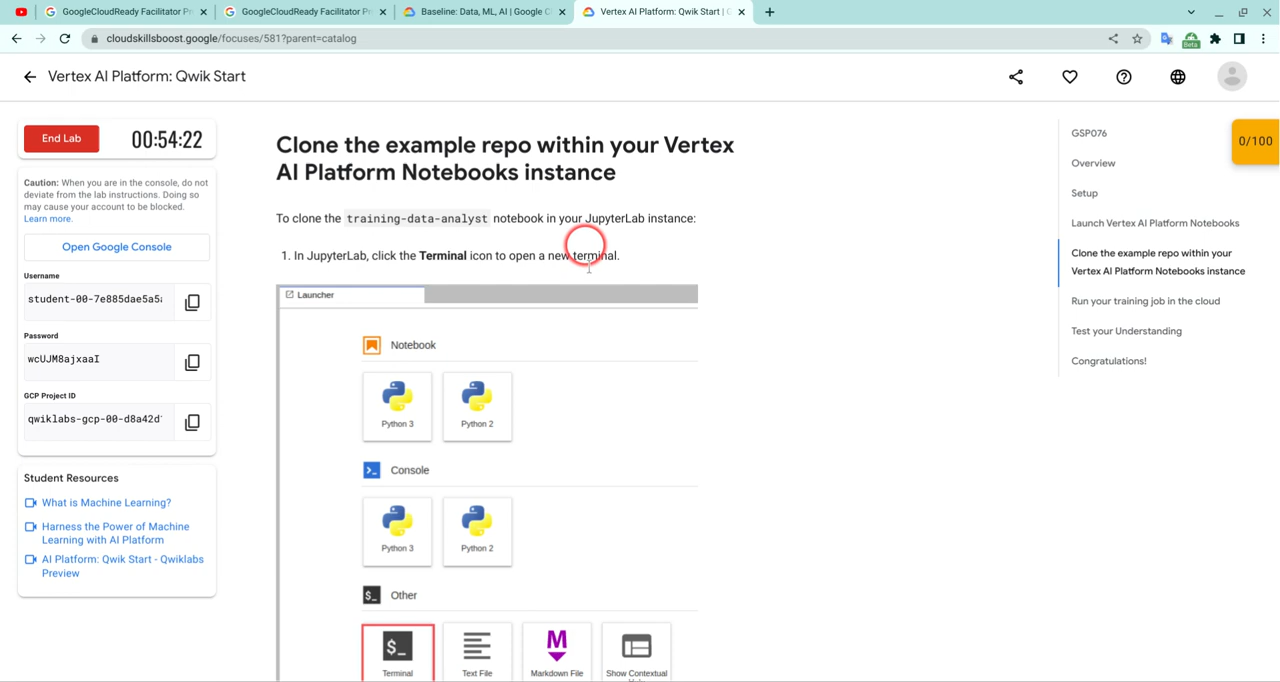 GoogleCloudReady Facilitator Pr
GoogleCloudReady Facilitator Pr
Baseline: Data, ML, AI | Google C
Vertex AI Platform: Qwik Start | G
cloudskillsboost.google/focuses/581?parent=catalog
Beta
Vertex AI Platform: Qwik Start
End Lab
00:54:22
Caution: When you are in the console, do not
deviate from the lab instructions. Doing so
may cause your account to be blocked.
Learn more.
Open Google Console
Username
student-00-7e885dae5a5a
Password
wcUJM8ajxaaI
GCP Project ID
qwiklabs-gcp-00-d8a42d1
Student Resources
What is Machine Learning?
Harness the Power of Machine
Learning with AI Platform
AI Platform: Qwik Start - Qwiklabs
Preview
Clone the example repo within your Vertex
AI Platform Notebooks instance
To clone the training-data-analyst notebook in your JupyterLab instance:
1. In JupyterLab, click the Terminal icon to open a new terminal.
Launcher
Notebook
Python 3
Python 2
Console
Python 3
Python 2
$_ Other
$_
M
Terminal
Text File
Markdown File
Show Contextual
GSP076
Overview
Setup
Launch Vertex AI Platform Notebooks
Clone the example repo within your
Vertex AI Platform Notebooks instance
Run your training job in the cloud
Test your Understanding
Congratulations!
0/100